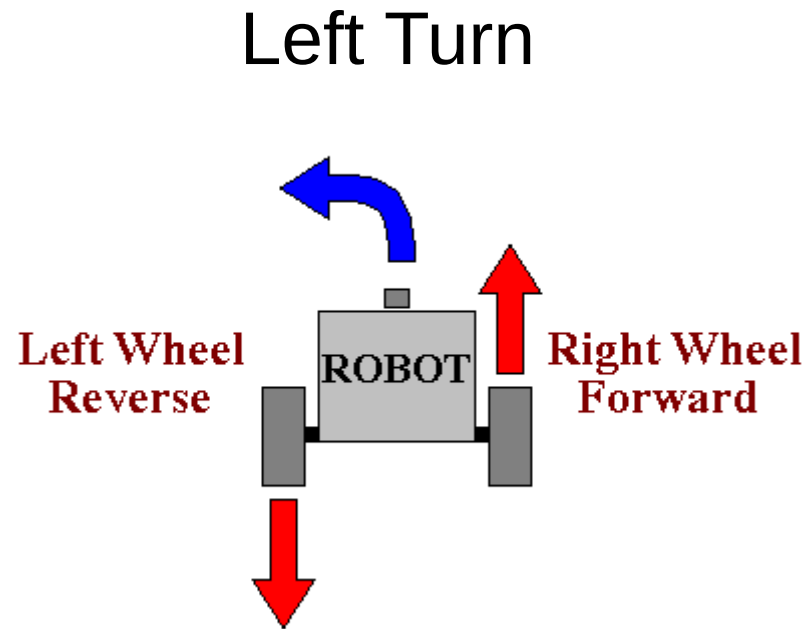 Left Turn
Left Wheel
Reverse
ROBOT
Right Wheel
Forward